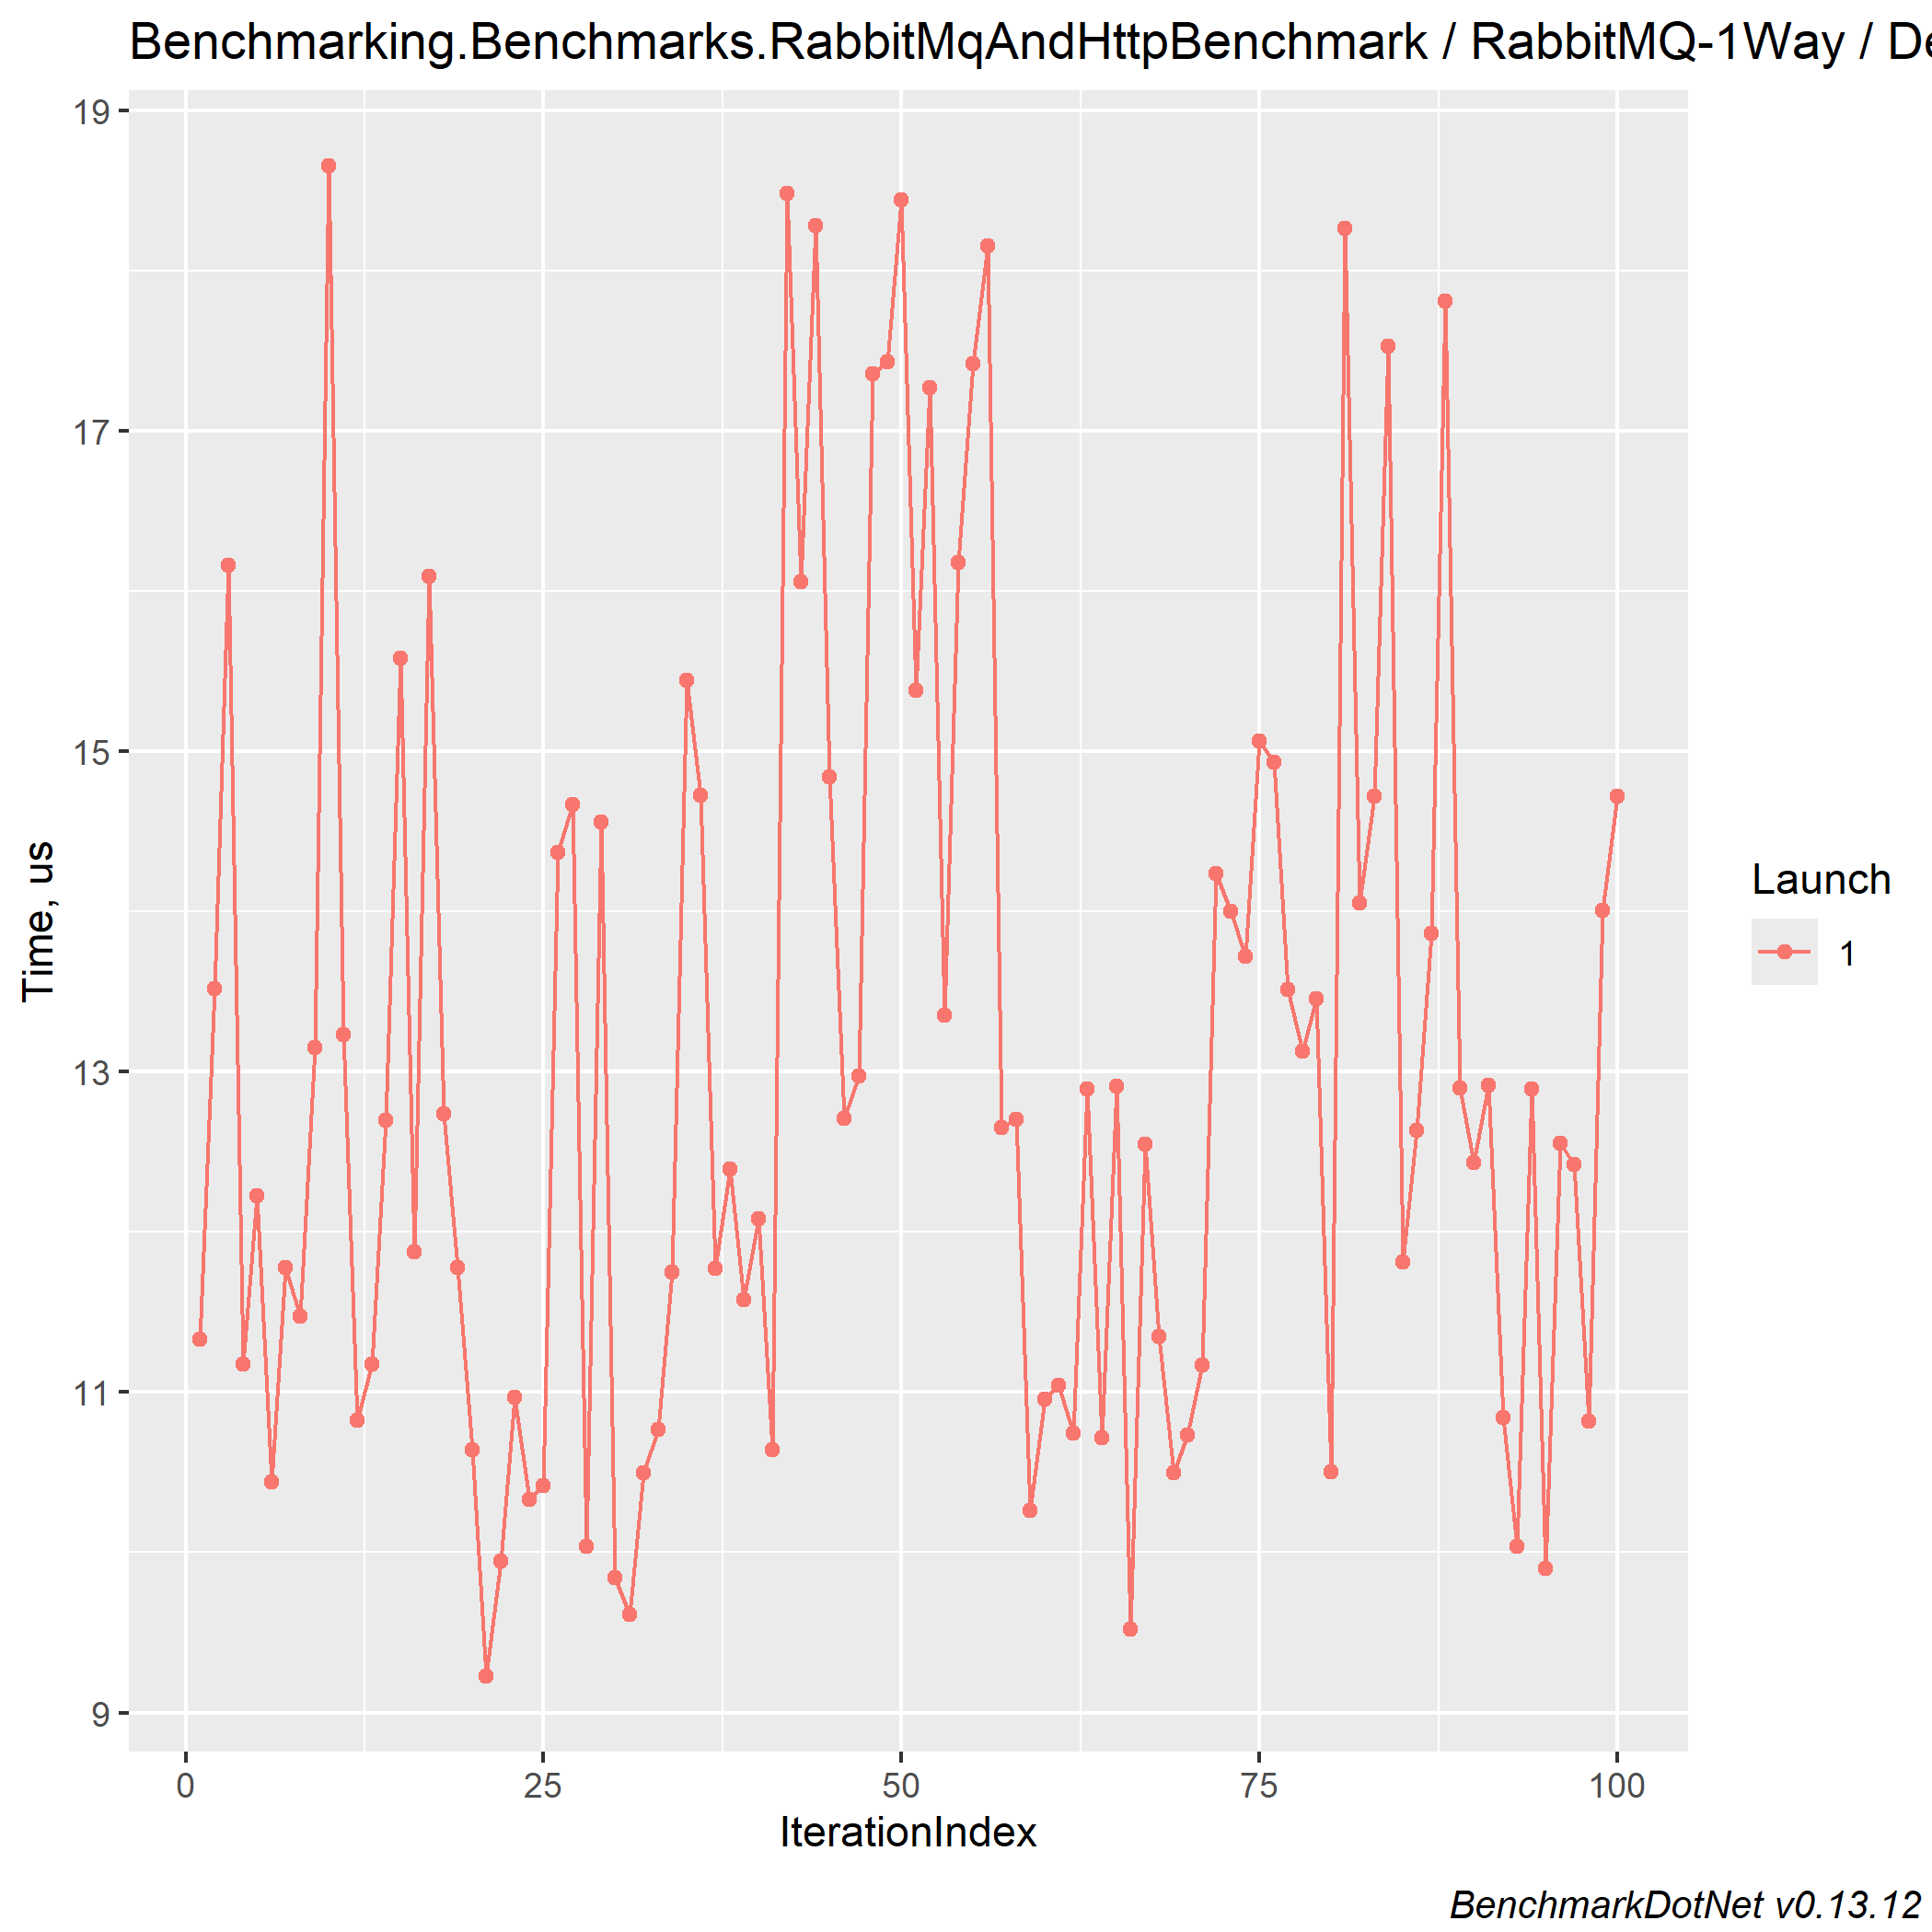 Benchmarking.Benchmarks.RabbitMqAndHttpBenchmark / RabbitMQ-1Way / De
19
17
15
13
11
9
Time, us
0 25 50 75 100
IterationIndex
Launch
1
BenchmarkDotNet v0.13.12